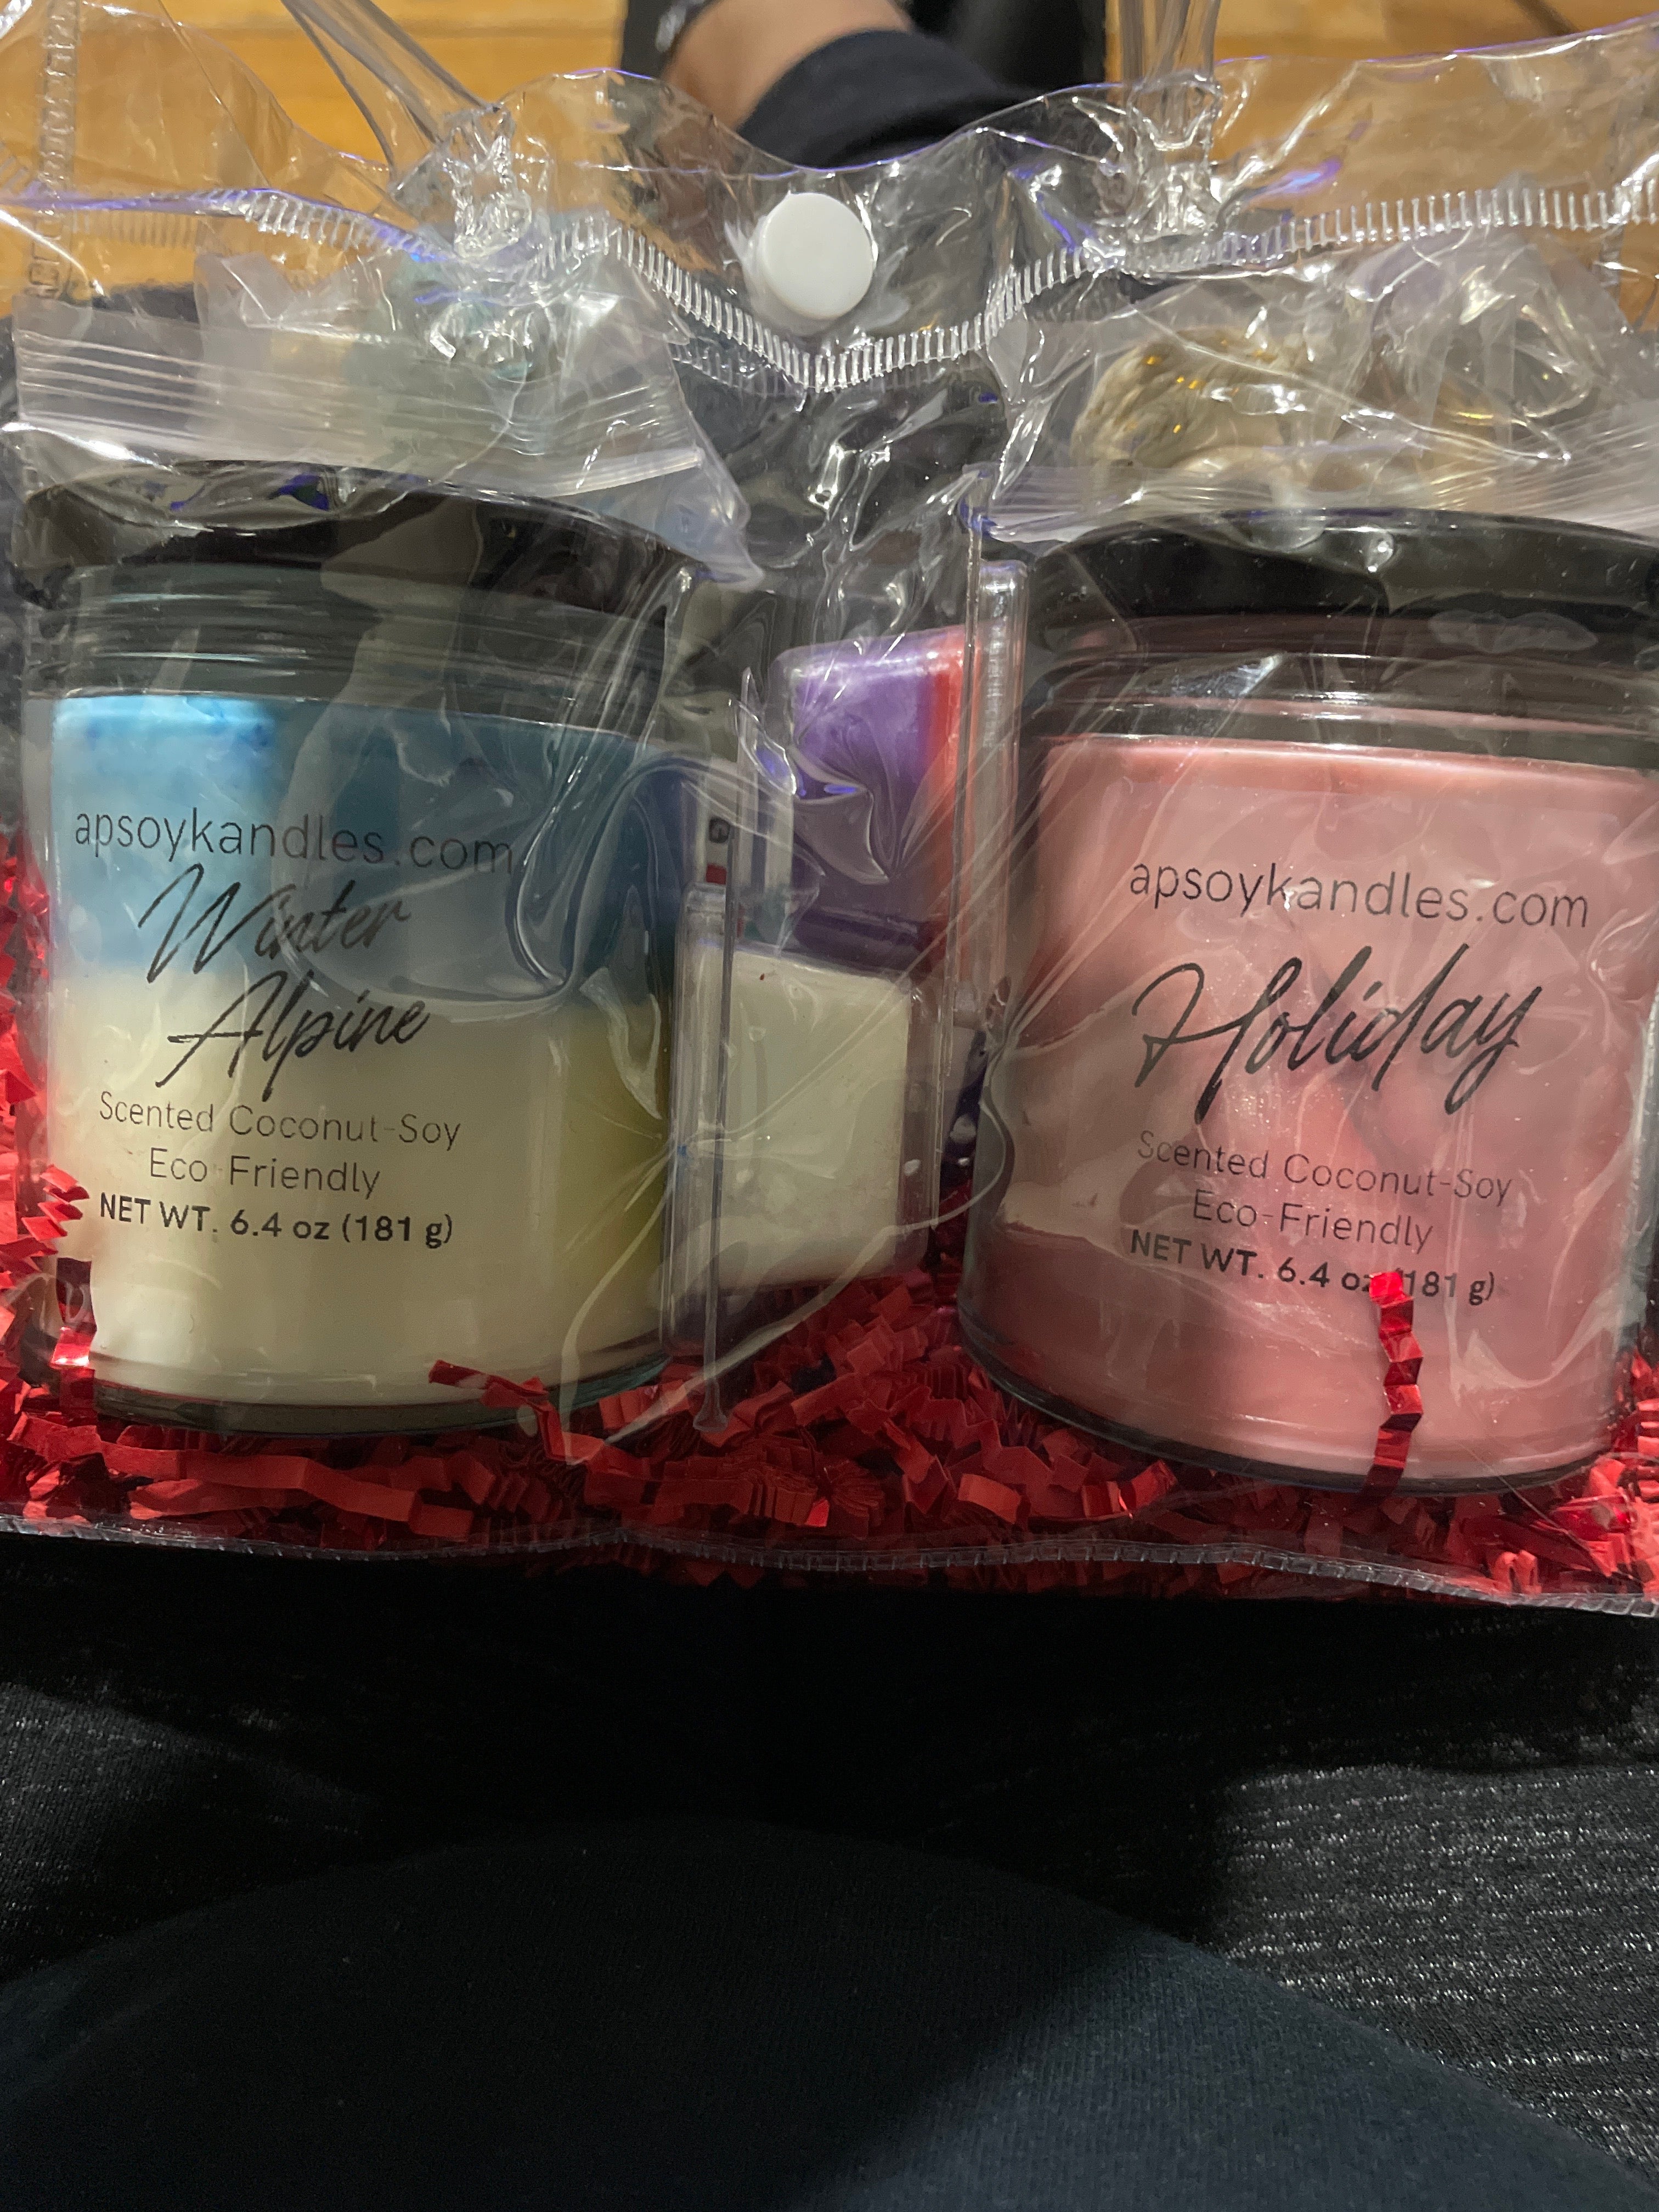 apsoykandles.com
Winter
Alpine
Scented Coconut-Soy
Eco-Friendly
NET WT. 6.4 oz (181 g)
apsoykandles.com
Holiday
Scented Coconut-Soy
Eco-Friendly
NET WT. 6.4 oz (181 g)